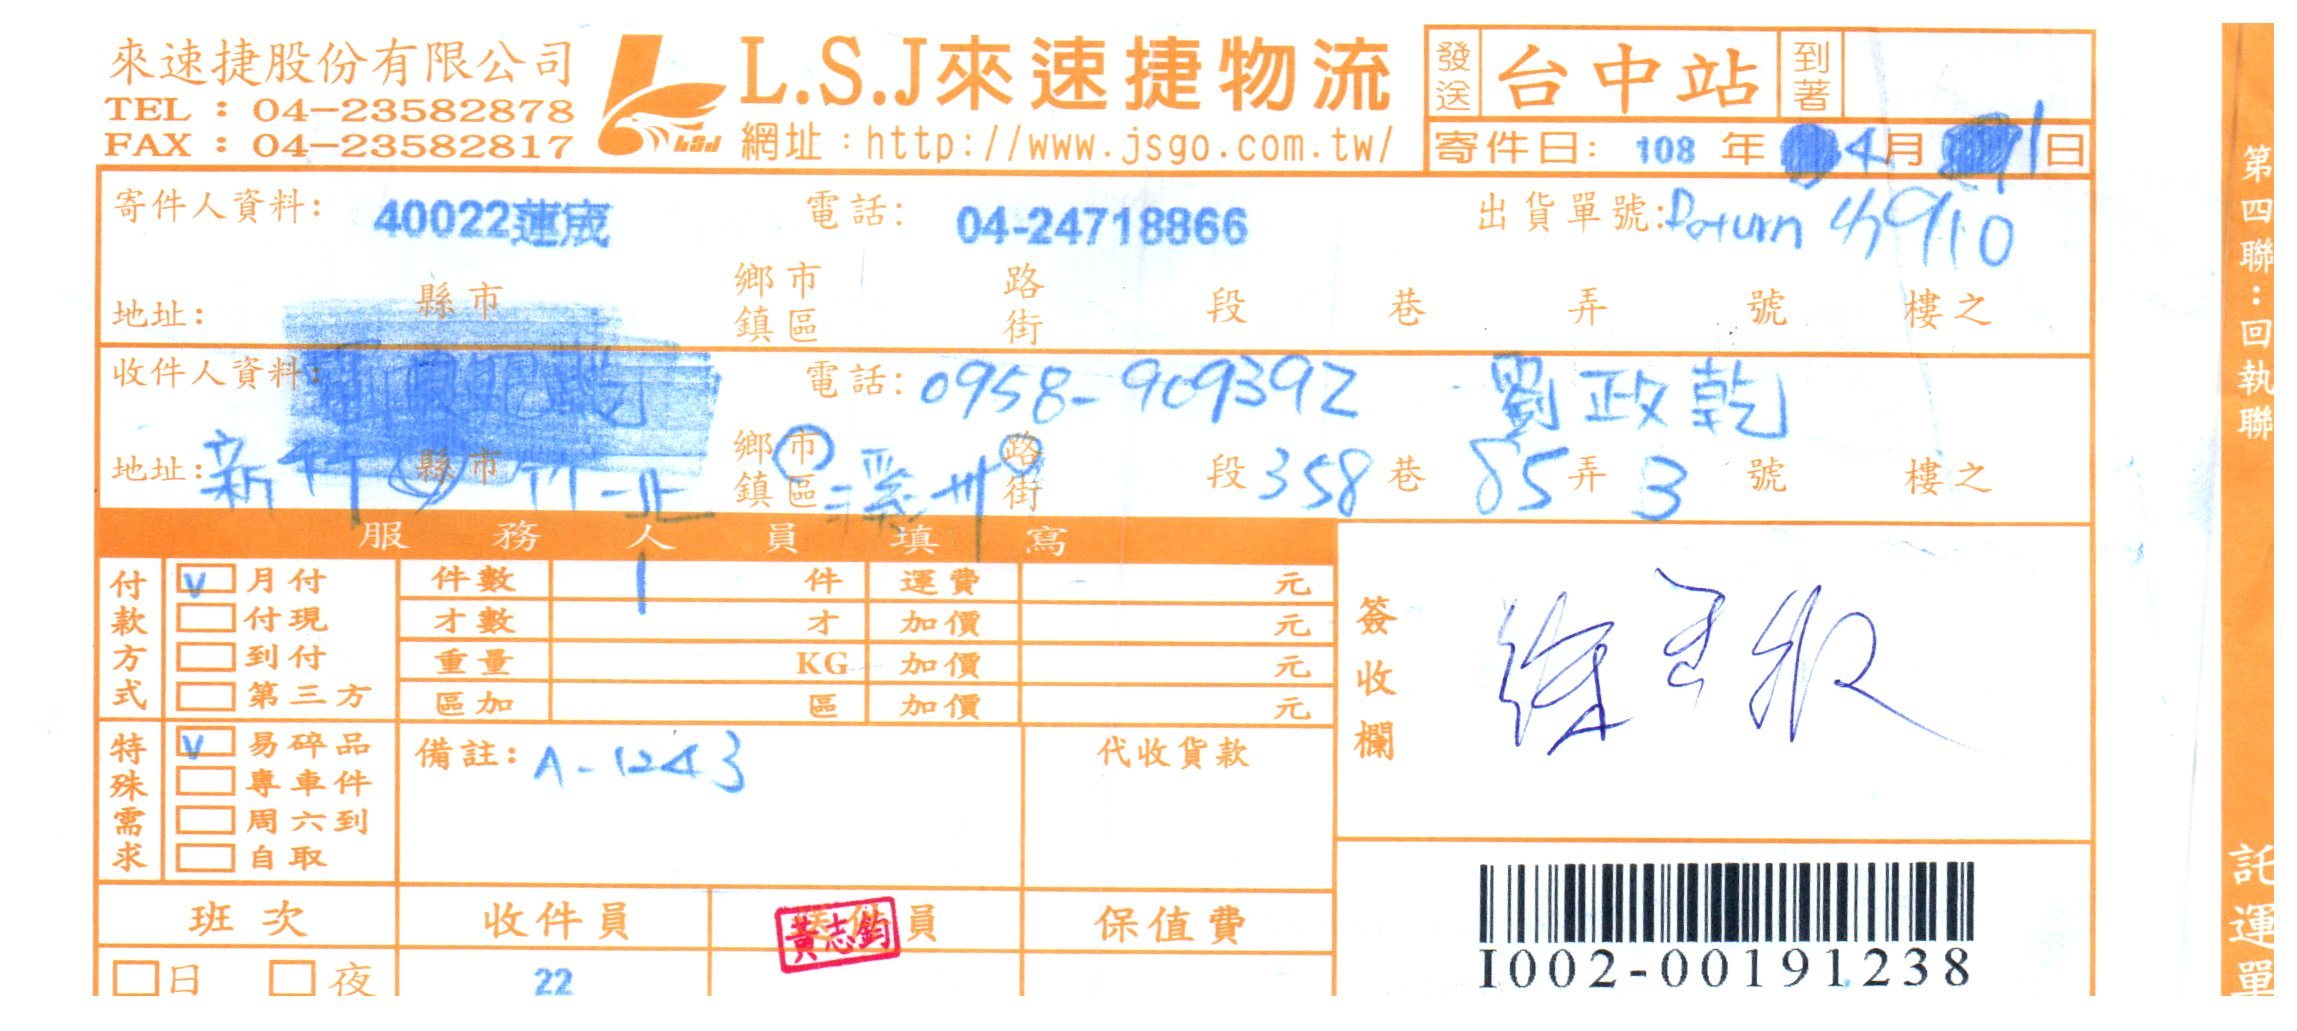 來速捷股份有限公司
TEL : 04-23582878
FAX : 04-23582817
LSJ
L.S.J來速捷物流
網址:http://www.jsgo.com.tw/
發送 台中站 到著
寄件日: 108 年 4月 1日
寄件人資料: 40022蓮宬 電話: 04-24718866 出貨單號:
地址: 縣市 鄉市鎮區 路街 段 巷 弄 號 樓之
收件人資料: 電話: 0958-909392 劉政乾
地址: 新竹縣市 竹北 鄉市鎮區 溪州 路街 段 358 巷 85 弄 3 號 樓之
服務人員填寫
付款方式
V 月付
付現
到付
第三方
件數 1 件 運費 元
才數 才 加價 元
重量 KG 加價 元
區加 區 加價 元
特殊需求
V 易碎品
專車件
周六到
自取
備註: A-1243
代收貨款
簽收欄
班次 收件員 員 保值費
黃志鈞
日 夜 22
I002-00191238
第四聯:回執聯
託運單